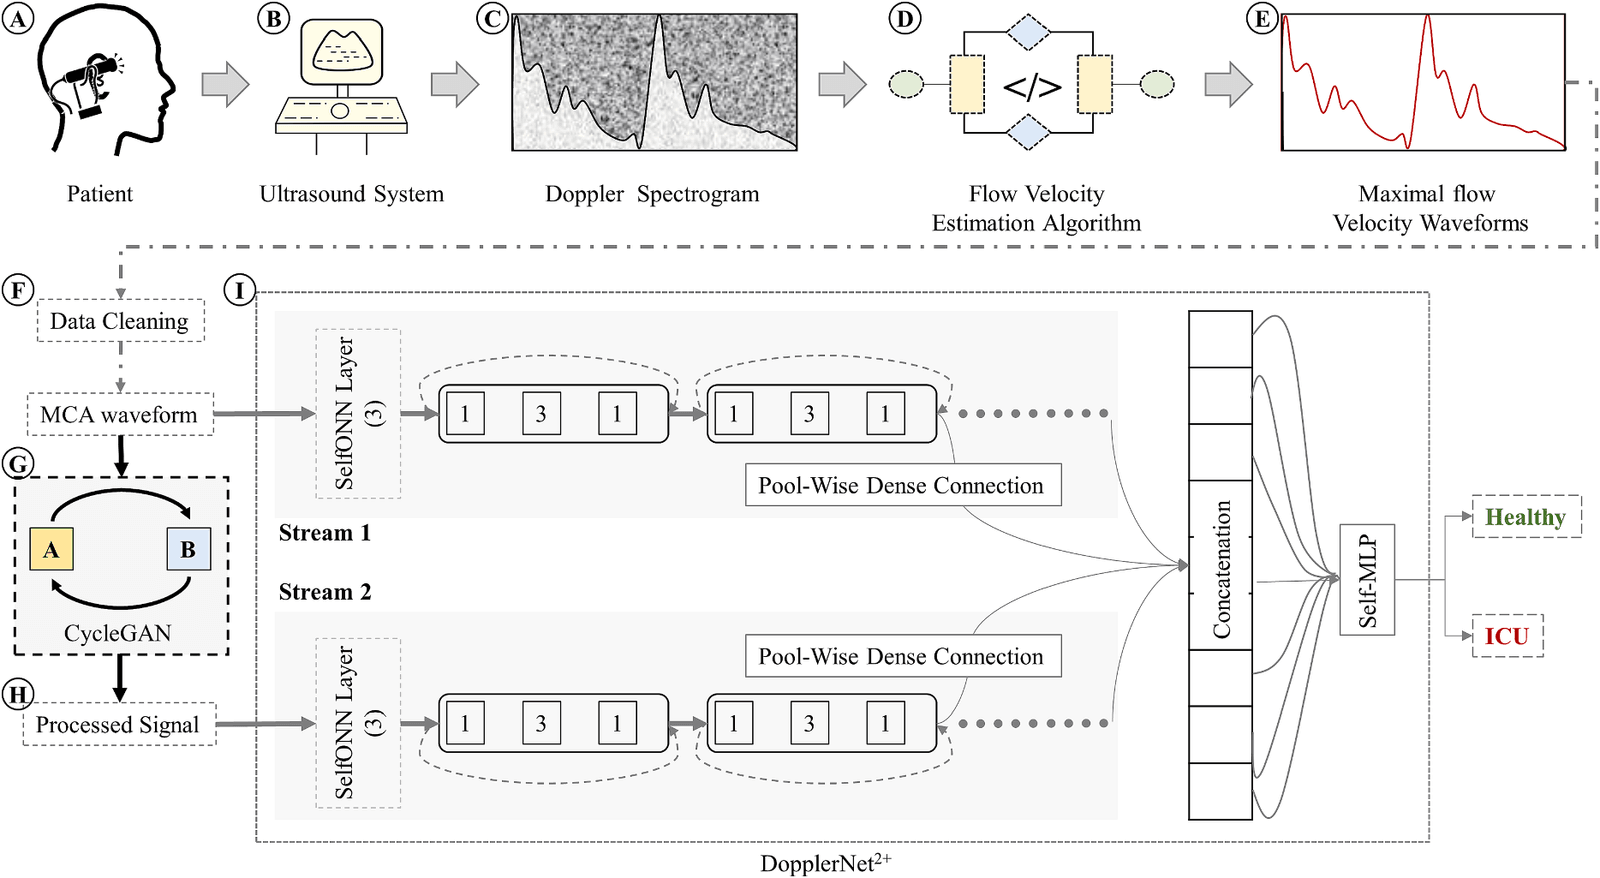 A
B
C
D
</>
E
Patient
Ultrasound System
Doppler Spectrogram
Flow Velocity
Estimation Algorithm
Maximal flow
Velocity Waveforms
F
Data Cleaning
MCA waveform
G
A
B
CycleGAN
H
Processed Signal
I
SelfONN Layer
(3)
1 3 1
1 3 1
Pool-Wise Dense Connection
Stream 1
Stream 2
Pool-Wise Dense Connection
SelfONN Layer
(3)
1 3 1
1 3 1
Concatenation
Self-MLP
Healthy
ICU
DopplerNet²⁺